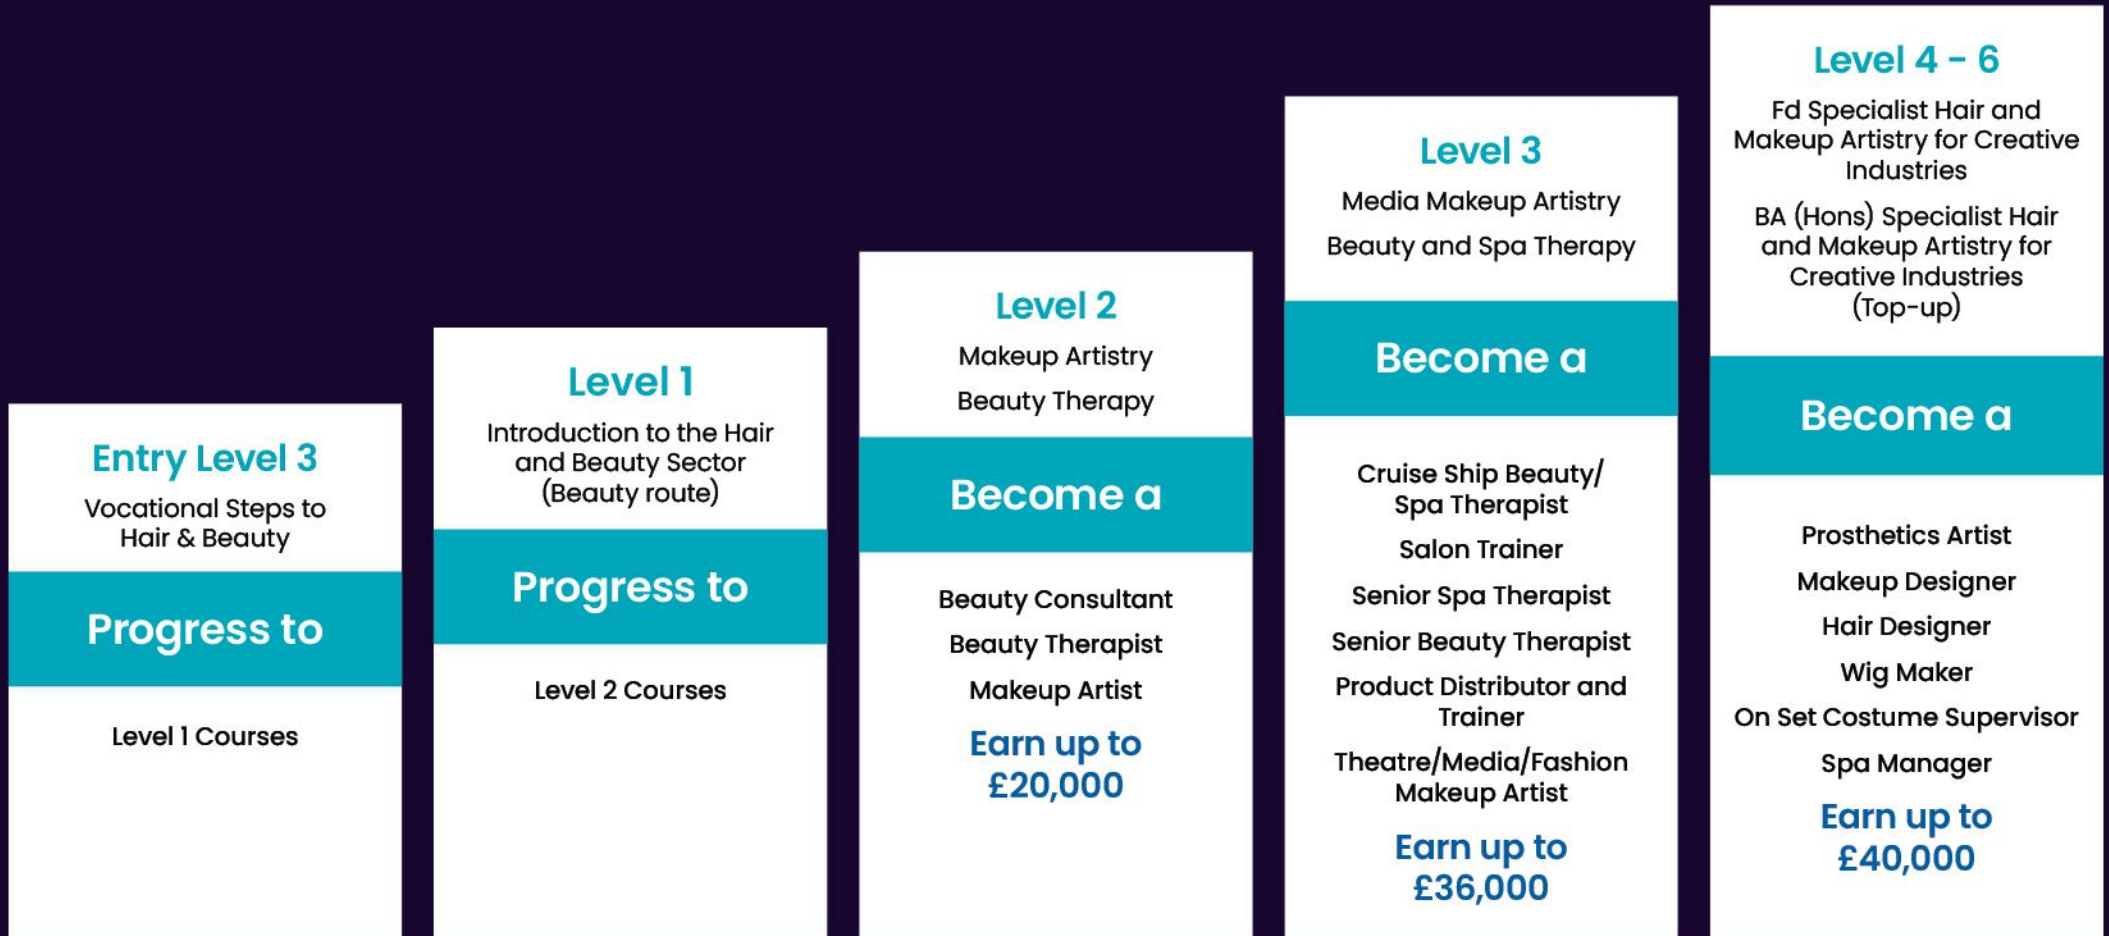 Entry Level 3
Vocational Steps to
Hair & Beauty
Progress to
Level 1 Courses
Level 1
Introduction to the Hair
and Beauty Sector
(Beauty route)
Progress to
Level 2 Courses
Level 2
Makeup Artistry
Beauty Therapy
Become a
Beauty Consultant
Beauty Therapist
Makeup Artist
Earn up to
£20,000
Level 3
Media Makeup Artistry
Beauty and Spa Therapy
Become a
Cruise Ship Beauty/
Spa Therapist
Salon Trainer
Senior Spa Therapist
Senior Beauty Therapist
Product Distributor and
Trainer
Theatre/Media/Fashion
Makeup Artist
Earn up to
£36,000
Level 4 - 6
Fd Specialist Hair and
Makeup Artistry for Creative
Industries
BA (Hons) Specialist Hair
and Makeup Artistry for
Creative Industries
(Top-up)
Become a
Prosthetics Artist
Makeup Designer
Hair Designer
Wig Maker
On Set Costume Supervisor
Spa Manager
Earn up to
£40,000